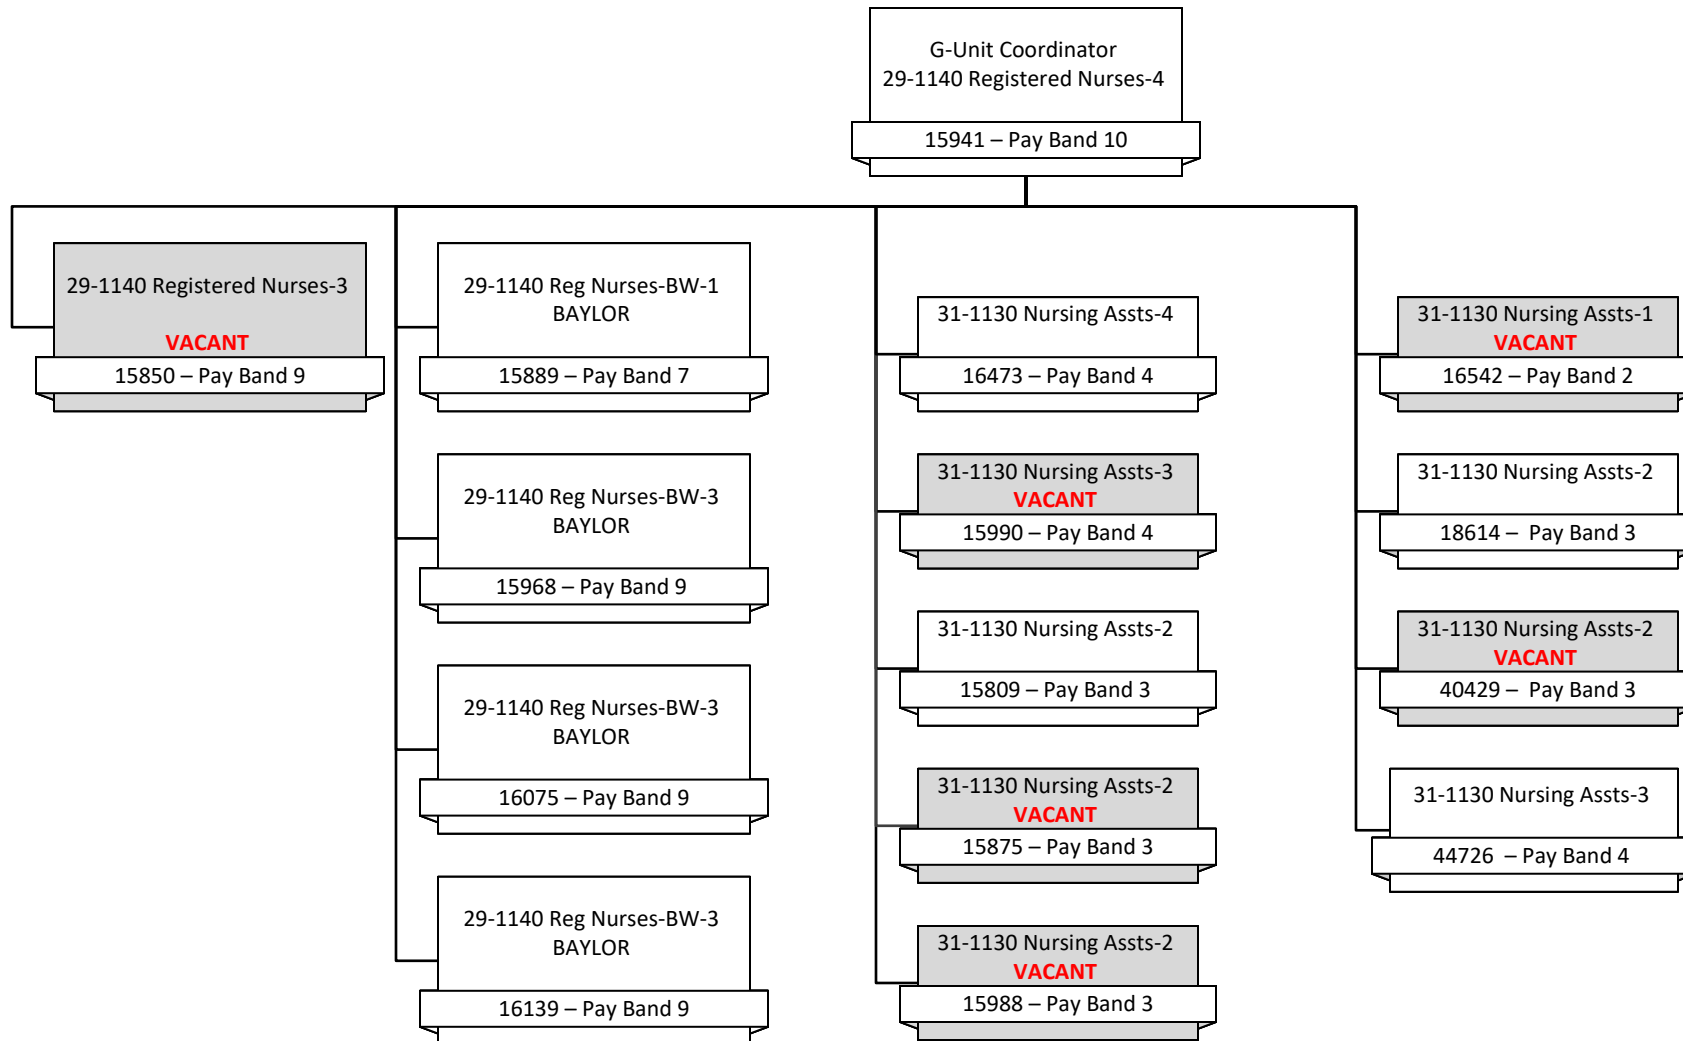 G-Unit Coordinator
29-1140 Registered Nurses-4
15941 – Pay Band 10
29-1140 Registered Nurses-3
VACANT
15850 – Pay Band 9
29-1140 Reg Nurses-BW-1
BAYLOR
15889 – Pay Band 7
29-1140 Reg Nurses-BW-3
BAYLOR
15968 – Pay Band 9
29-1140 Reg Nurses-BW-3
BAYLOR
16075 – Pay Band 9
29-1140 Reg Nurses-BW-3
BAYLOR
16139 – Pay Band 9
31-1130 Nursing Assts-4
16473 – Pay Band 4
31-1130 Nursing Assts-3
VACANT
15990 – Pay Band 4
31-1130 Nursing Assts-2
15809 – Pay Band 3
31-1130 Nursing Assts-2
VACANT
15875 – Pay Band 3
31-1130 Nursing Assts-2
VACANT
15988 – Pay Band 3
31-1130 Nursing Assts-1
VACANT
16542 – Pay Band 2
31-1130 Nursing Assts-2
18614 –  Pay Band 3
31-1130 Nursing Assts-2
VACANT
40429 –  Pay Band 3
31-1130 Nursing Assts-3
44726  – Pay Band 4